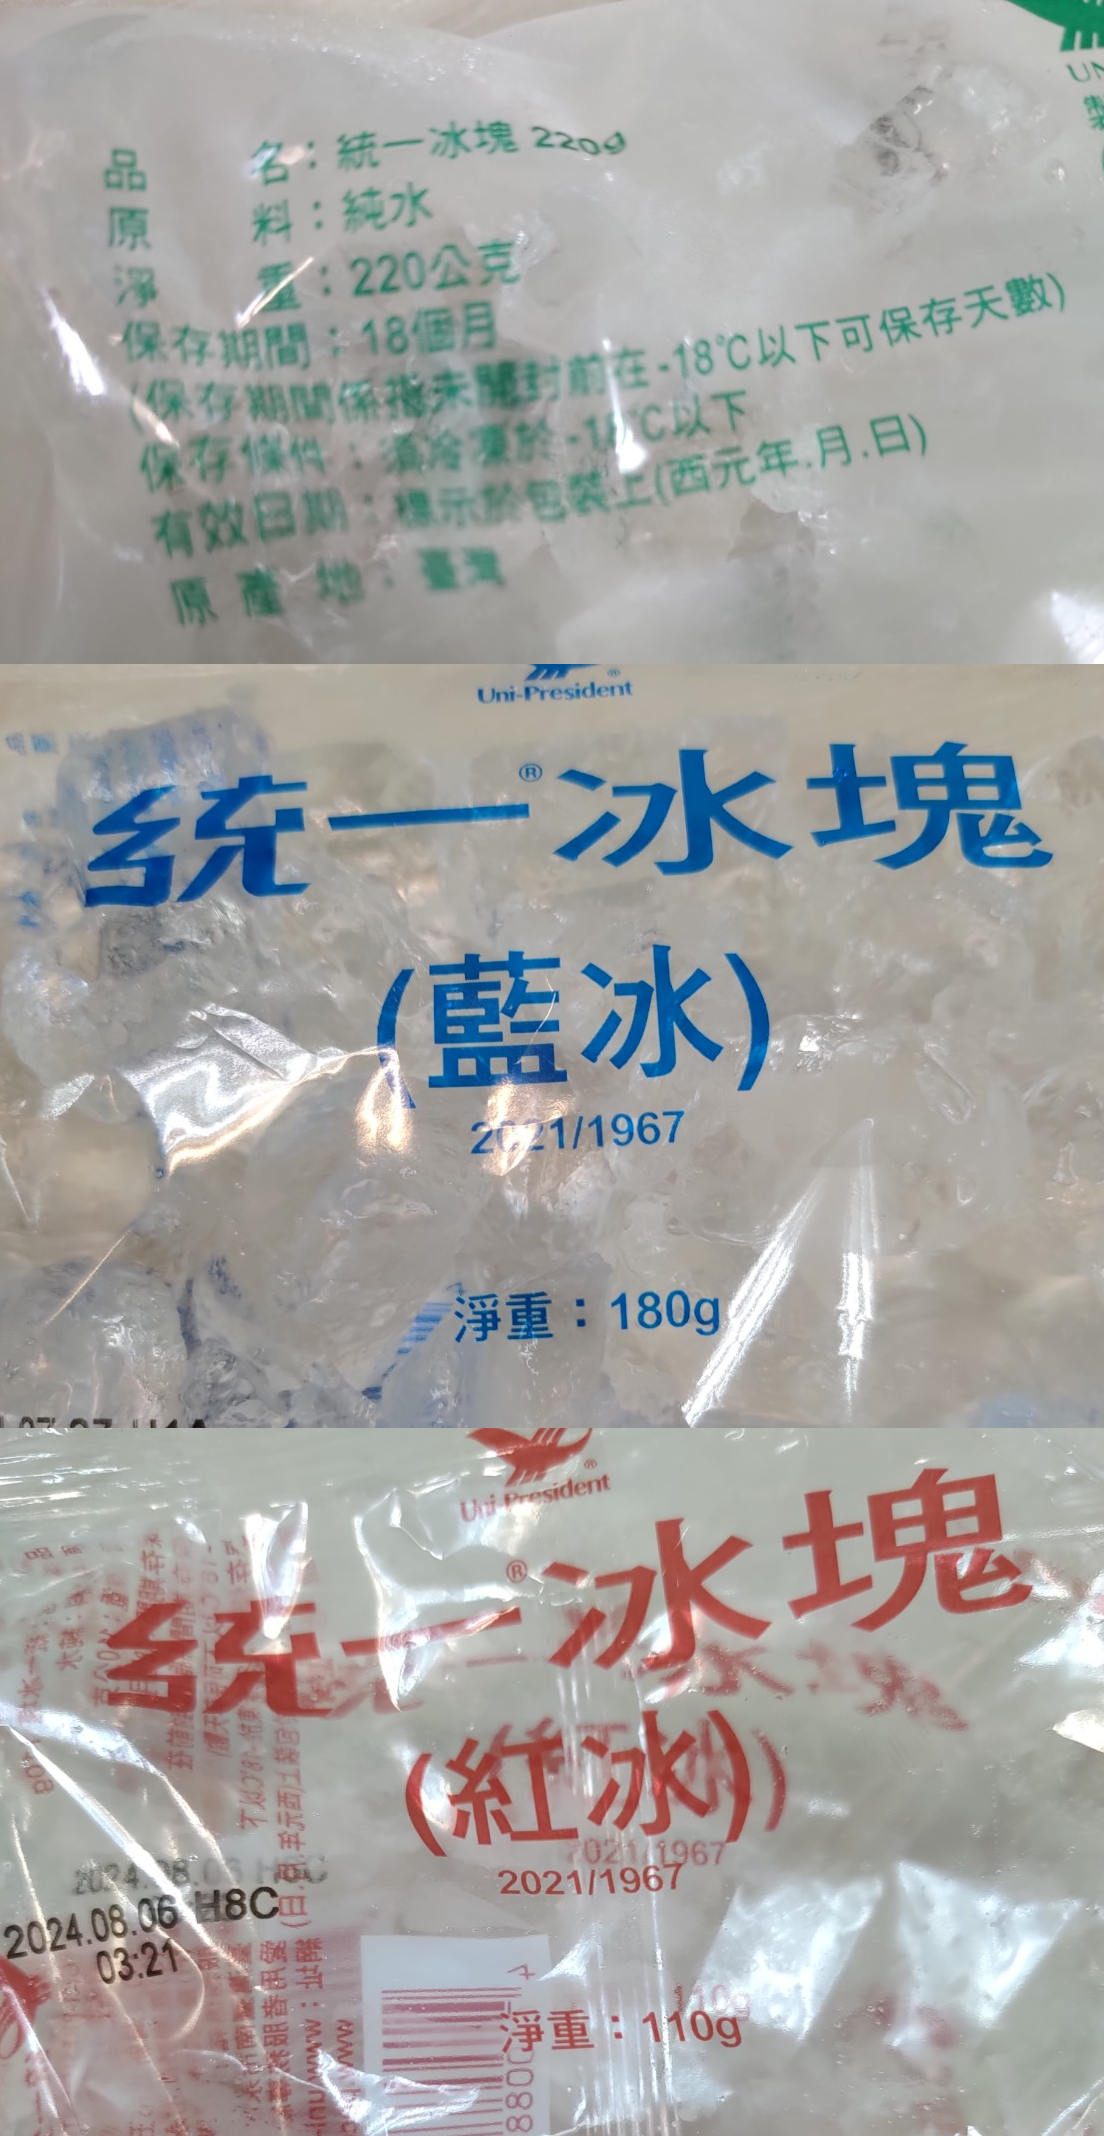 品 名：統一冰塊 220g
原 料：純水
淨 重：220公克
保存期間：18個月
(保存期間係指未開封前在-18℃以下可保存天數)
保存條件：須冷凍於-18℃以下
有效日期：標示於包裝上(西元年.月.日)
原 產 地：臺灣
UN
Uni-President
統一®冰塊
(藍冰)
2021/1967
淨重：180g
Uni-President
統一®冰塊
(紅冰)
2021/1967
2024.08.06 H8C
03:21
淨重：110g